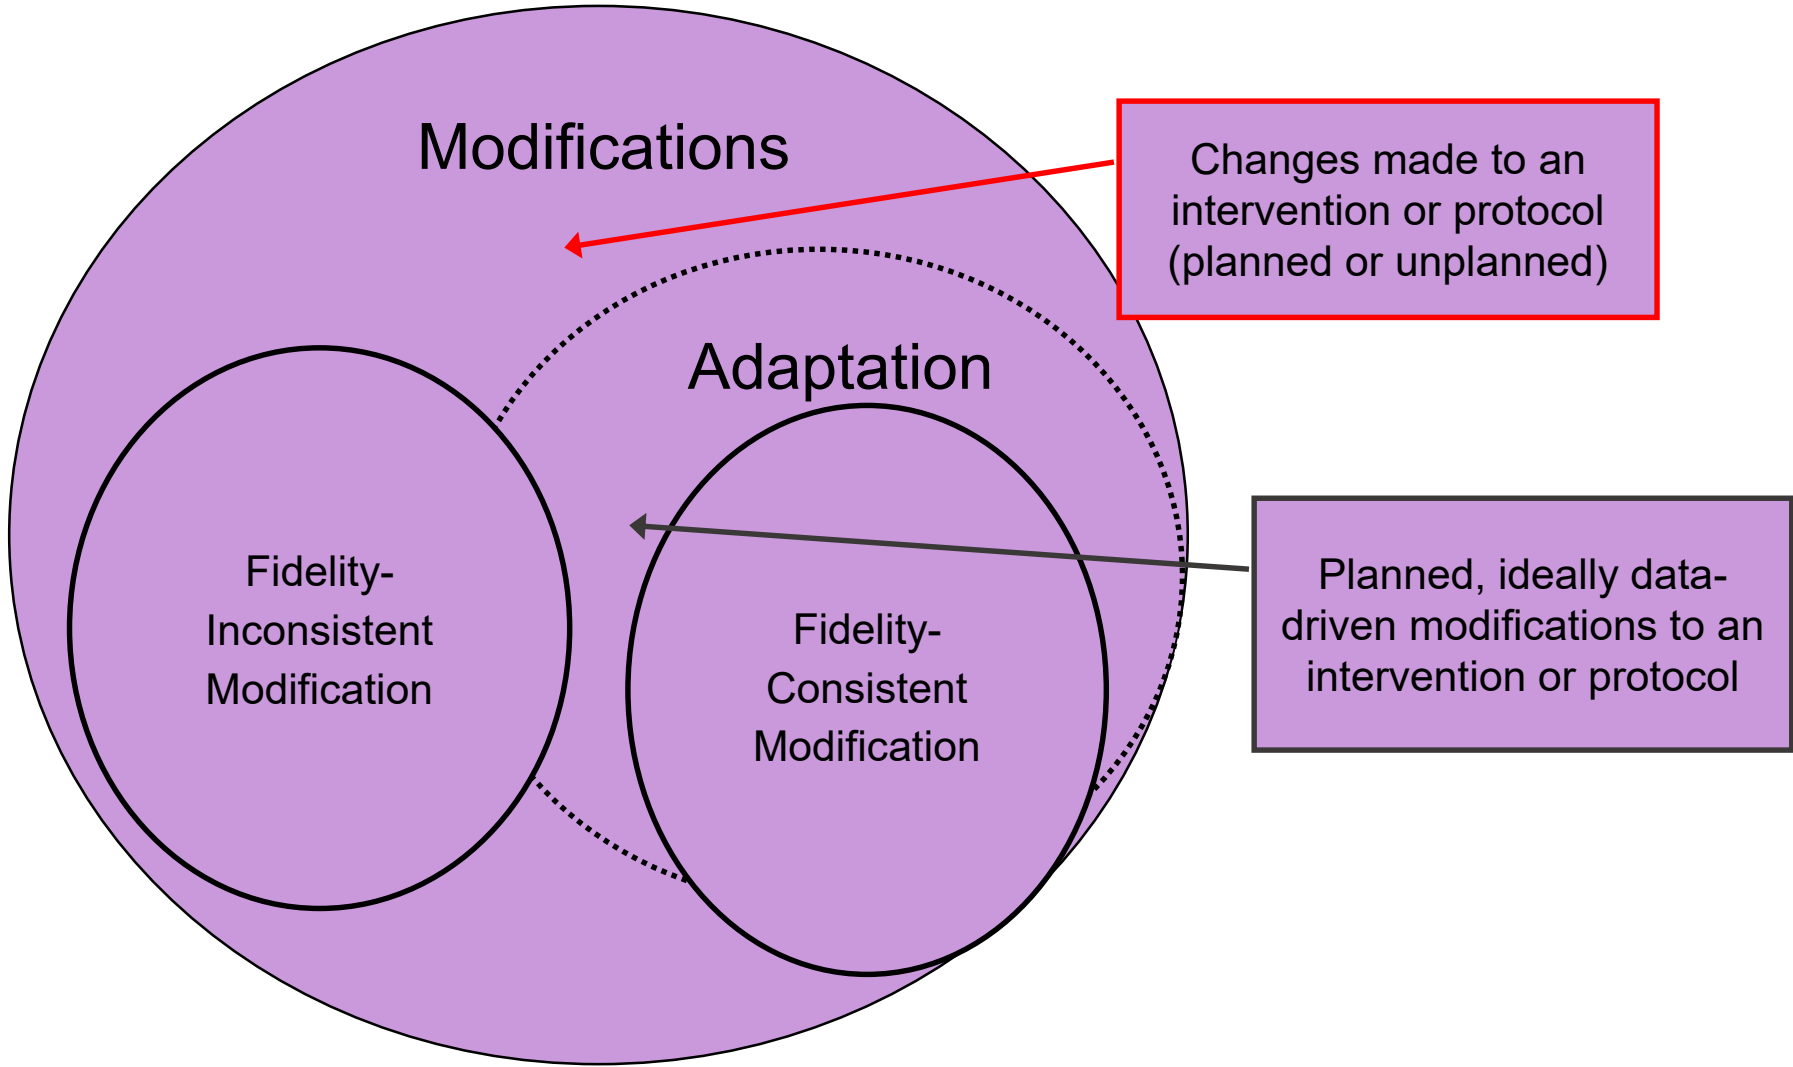 Modifications
Changes made to an
intervention or protocol
(planned or unplanned)
Adaptation
Fidelity-
Inconsistent
Modification
Fidelity-
Consistent
Modification
Planned, ideally data-
driven modifications to an
intervention or protocol